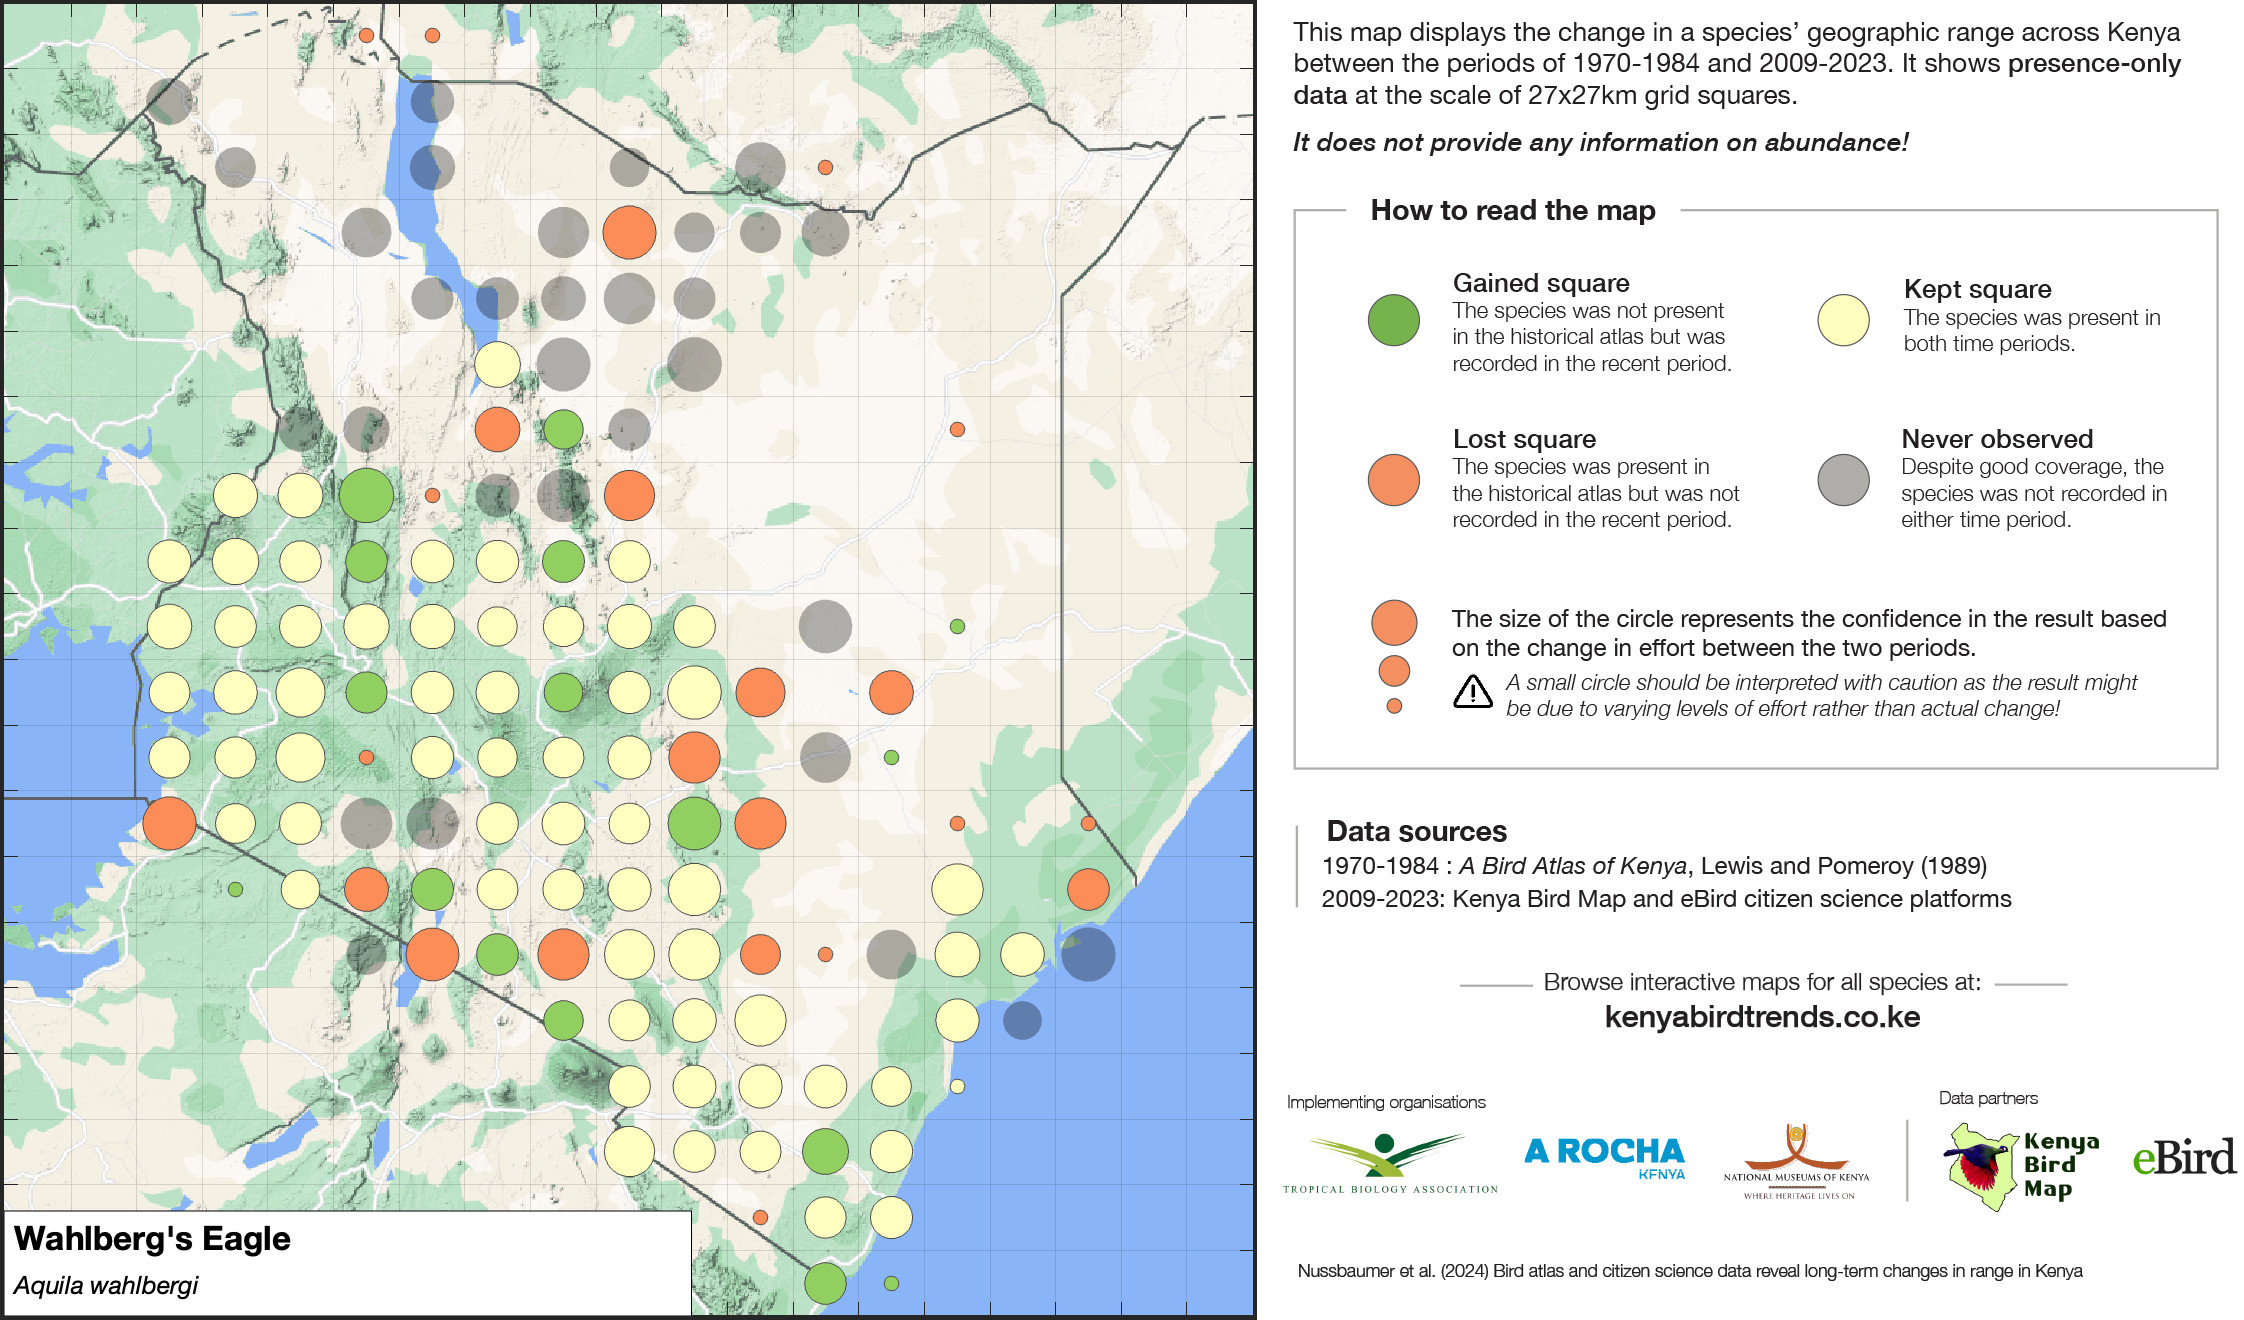 This map displays the change in a species’ geographic range across Kenya
between the periods of 1970-1984 and 2009-2023. It shows presence-only
data at the scale of 27x27km grid squares.
It does not provide any information on abundance!
How to read the map
Gained square
The species was not present
in the historical atlas but was
recorded in the recent period.
Kept square
The species was present in
both time periods.
Lost square
The species was present in
the historical atlas but was not
recorded in the recent period.
Never observed
Despite good coverage, the
species was not recorded in
either time period.
The size of the circle represents the confidence in the result based
on the change in effort between the two periods.
A small circle should be interpreted with caution as the result might
be due to varying levels of effort rather than actual change!
Data sources
1970-1984 : A Bird Atlas of Kenya, Lewis and Pomeroy (1989)
2009-2023: Kenya Bird Map and eBird citizen science platforms
Browse interactive maps for all species at:
kenyabirdtrends.co.ke
Implementing organisations
Data partners
TROPICAL BIOLOGY ASSOCIATION
A ROCHA
KENYA
NATIONAL MUSEUMS OF KENYA
WHERE HERITAGE LIVES ON
Kenya
Bird
Map
eBird
Nussbaumer et al. (2024) Bird atlas and citizen science data reveal long-term changes in range in Kenya
Wahlberg's Eagle
Aquila wahlbergi